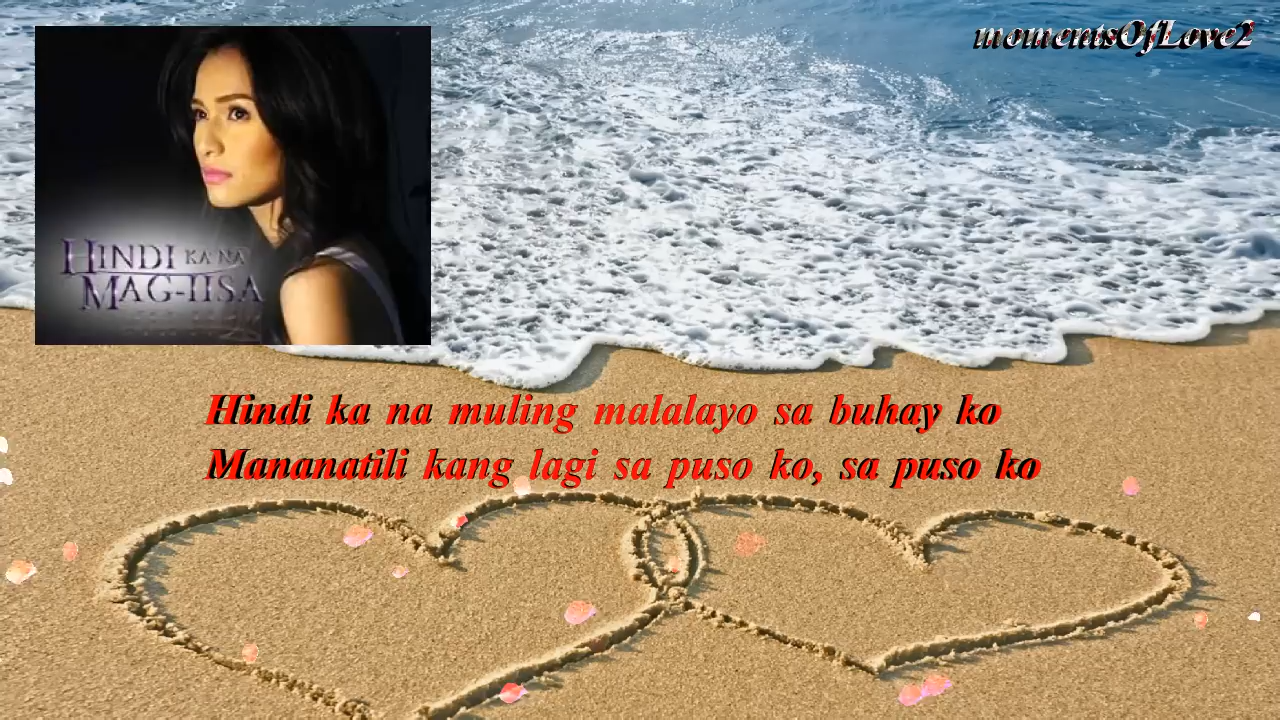 momentsOfLove2
HINDI KA NA
MAG-IISA
Hindi ka na muling malalayo sa buhay ko
Mananatili kang lagi sa puso ko, sa puso ko